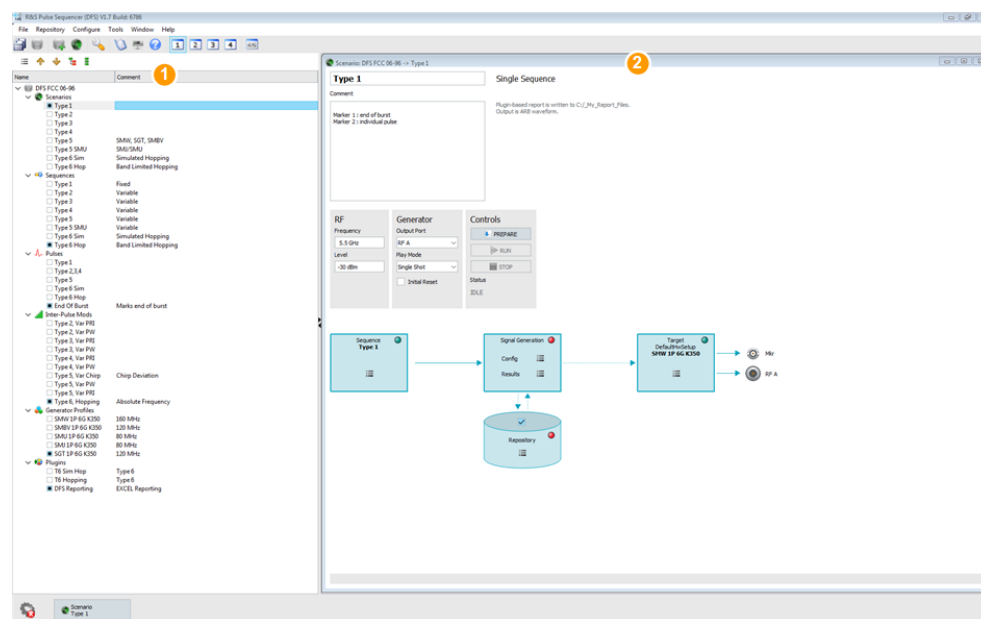 R&S Pulse Sequencer (DFS) V1.7 Build: 6786
File Repository Configure Tools Window Help
1 2 3 4
Name Comment
1
DFS FCC 06-96
Scenarios
Type 1
Type 2
Type 3
Type 4
Type 5 SMW, SGT, SMBV
Type 5 SMU SMJ/SMU
Type 6 Sim Simulated Hopping
Type 6 Hop Band Limited Hopping
Sequences
Type 1 Fixed
Type 2 Variable
Type 3 Variable
Type 4 Variable
Type 5 Variable
Type 5 SMU Variable
Type 6 Sim Simulated Hopping
Type 6 Hop Band Limited Hopping
Pulses
Type 1
Type 2,3,4
Type 5
Type 6 Sim
Type 6 Hop
End Of Burst Marks end of burst
Inter-Pulse Mods
Type 2, Var PRI
Type 2, Var PW
Type 3, Var PRI
Type 3, Var PW
Type 4, Var PRI
Type 4, Var PW
Type 5, Var Chirp Chirp Deviation
Type 5, Var PW
Type 5, Var PRI
Type 6, Hopping Absolute Frequency
Generator Profiles
SMW 1P 6G K350 160 MHz
SMBV 1P 6G K350 120 MHz
SMU 1P 6G K350 80 MHz
SMJ 1P 6G K350 80 MHz
SGT 1P 6G K350 120 MHz
Plugins
T6 Sim Hop Type 6
T6 Hopping Type 6
DFS Reporting EXCEL Reporting
Scenario: DFS FCC 06-96 -> Type 1
2
Type 1
Single Sequence
Comment
Plugin-based report is written to C:/_My_Report_Files.
Output is ARB waveform.
Marker 1 : end of burst
Marker 2 : individual pulse
RF
Frequency
5.5 GHz
Level
-30 dBm
Generator
Output Port
RF A
Play Mode
Single Shot
Initial Reset
Controls
PREPARE
RUN
STOP
Status
IDLE
Sequence
Type 1
Signal Generation
Config
Results
Target
DefaultHwSetup
SMW 1P 6G K350
Mkr
RF A
Repository
Scenario
Type 1